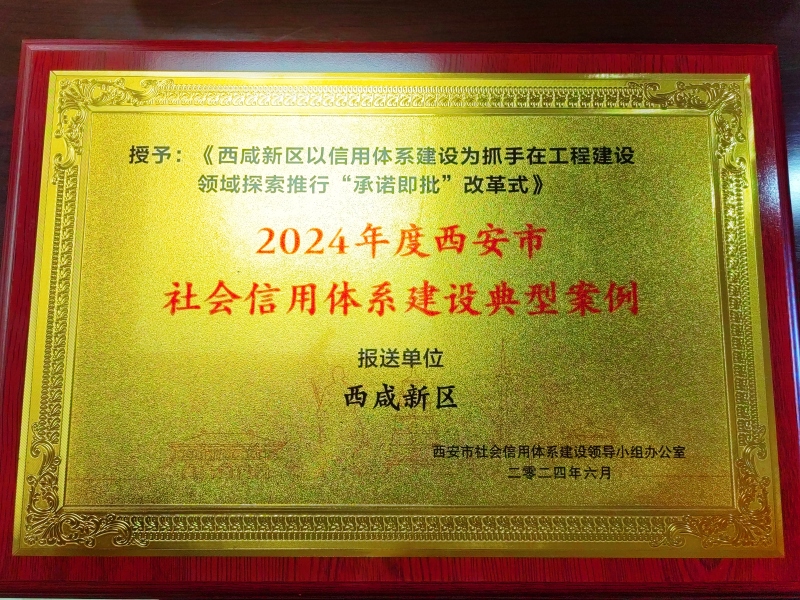 授予：《西咸新区以信用体系建设为抓手在工程建设
领域探索推行“承诺即批”改革式》
2024年度西安市
社会信用体系建设典型案例
报送单位
西咸新区
西安市社会信用体系建设领导小组办公室
二零二四年六月